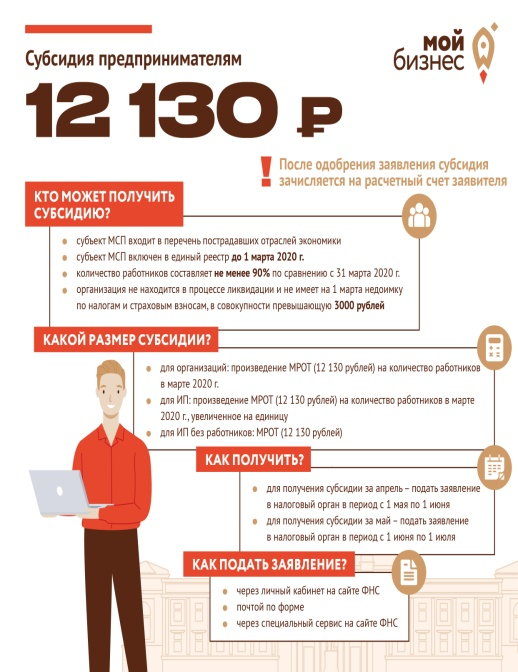 мой
бизнес
Субсидия предпринимателям
12 130 ₽
! После одобрения заявления субсидия
зачисляется на расчетный счет заявителя
КТО МОЖЕТ ПОЛУЧИТЬ
СУБСИДИЮ?
• субъект МСП входит в перечень пострадавших отраслей экономики
• субъект МСП включен в единый реестр до 1 марта 2020 г.
• количество работников составляет не менее 90% по сравнению с 31 марта 2020 г.
• организация не находится в процессе ликвидации и не имеет на 1 марта недоимку
по налогам и страховым взносам, в совокупности превышающую 3000 рублей
КАКОЙ РАЗМЕР СУБСИДИИ?
• для организаций: произведение МРОТ (12 130 рублей) на количество работников
в марте 2020 г.
• для ИП: произведение МРОТ (12 130 рублей) на количество работников в марте
2020 г., увеличенное на единицу
• для ИП без работников: МРОТ (12 130 рублей)
КАК ПОЛУЧИТЬ?
• для получения субсидии за апрель – подать заявление
в налоговый орган в период с 1 мая по 1 июня
• для получения субсидии за май – подать заявление
в налоговый орган в период с 1 июня по 1 июля
КАК ПОДАТЬ ЗАЯВЛЕНИЕ?
• через личный кабинет на сайте ФНС
• почтой по форме
• через специальный сервис на сайте ФНС